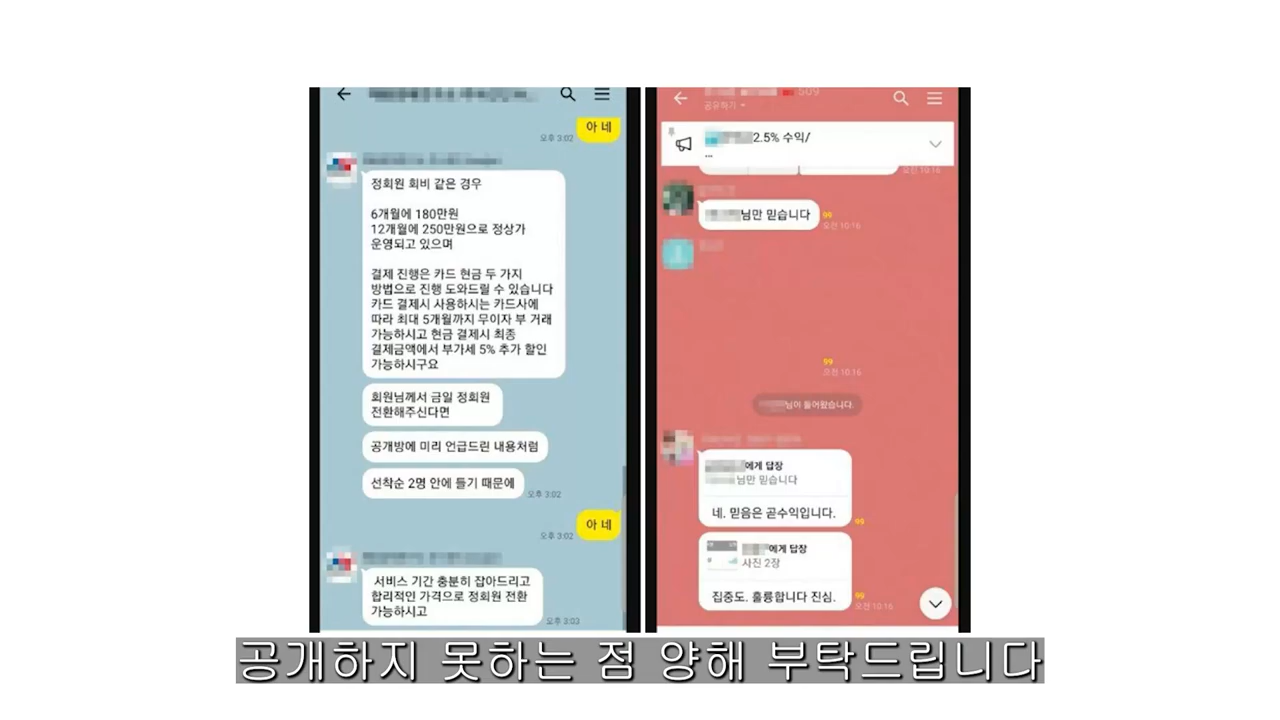 아 네
오후 3:02
정회원 회비 같은 경우
6개월에 180만원
12개월에 250만원으로 정상가
운영되고 있으며
결제 진행은 카드 현금 두 가지
방법으로 진행 도와드릴 수 있습니다
카드 결제시 사용하시는 카드사에
따라 최대 5개월까지 무이자 부 거래
가능하시고 현금 결제시 최종
결제금액에서 부가세 5% 추가 할인
가능하시구요
회원님께서 금일 정회원
전환해주신다면
공개방에 미리 언급드린 내용처럼
선착순 2명 안에 들기 때문에
오후 3:02
아 네
오후 3:02
서비스 기간 충분히 잡아드리고
합리적인 가격으로 정회원 전환
가능하시고
오후 3:03
509
공유하기
2.5% 수익/
...
오전 10:16
님만 믿습니다
99
오전 10:16
99
오전 10:16
님이 들어왔습니다.
에게 답장
님만 믿습니다
네. 믿음은 곧수익입니다.
99
에게 답장
사진 2장
집중도. 훌륭합니다 진심.
99
오전 10:16
공개하지 못하는 점 양해 부탁드립니다